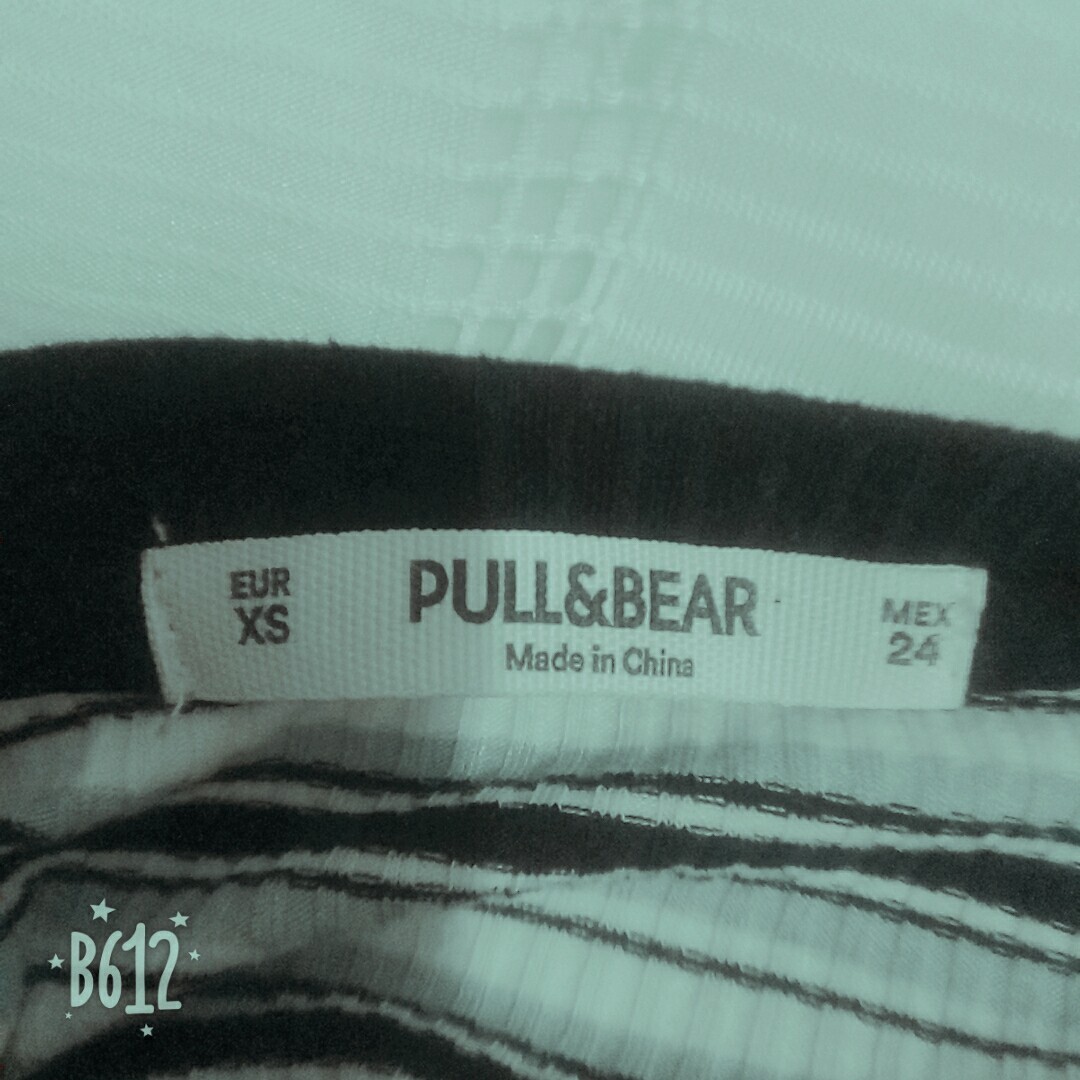 EUR
XS
PULL&BEAR
Made in China
MEX
24
B612